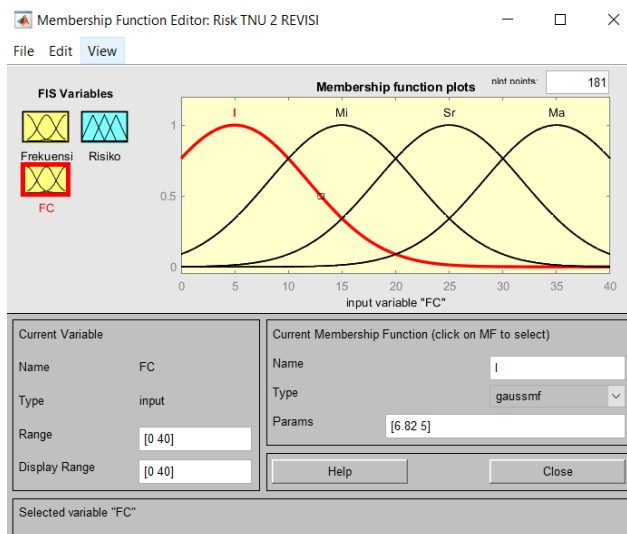 Membership Function Editor: Risk TNU 2 REVISI
File Edit View
FIS Variables
Frekuensi Risiko
FC
Membership function plots plot points: 181
I Mi Sr Ma
1
0.5
0
0 5 10 15 20 25 30 35 40
input variable "FC"
Current Variable
Name FC
Type input
Range [0 40]
Display Range [0 40]
Current Membership Function (click on MF to select)
Name I
Type gaussmf
Params [6.82 5]
Help Close
Selected variable "FC"